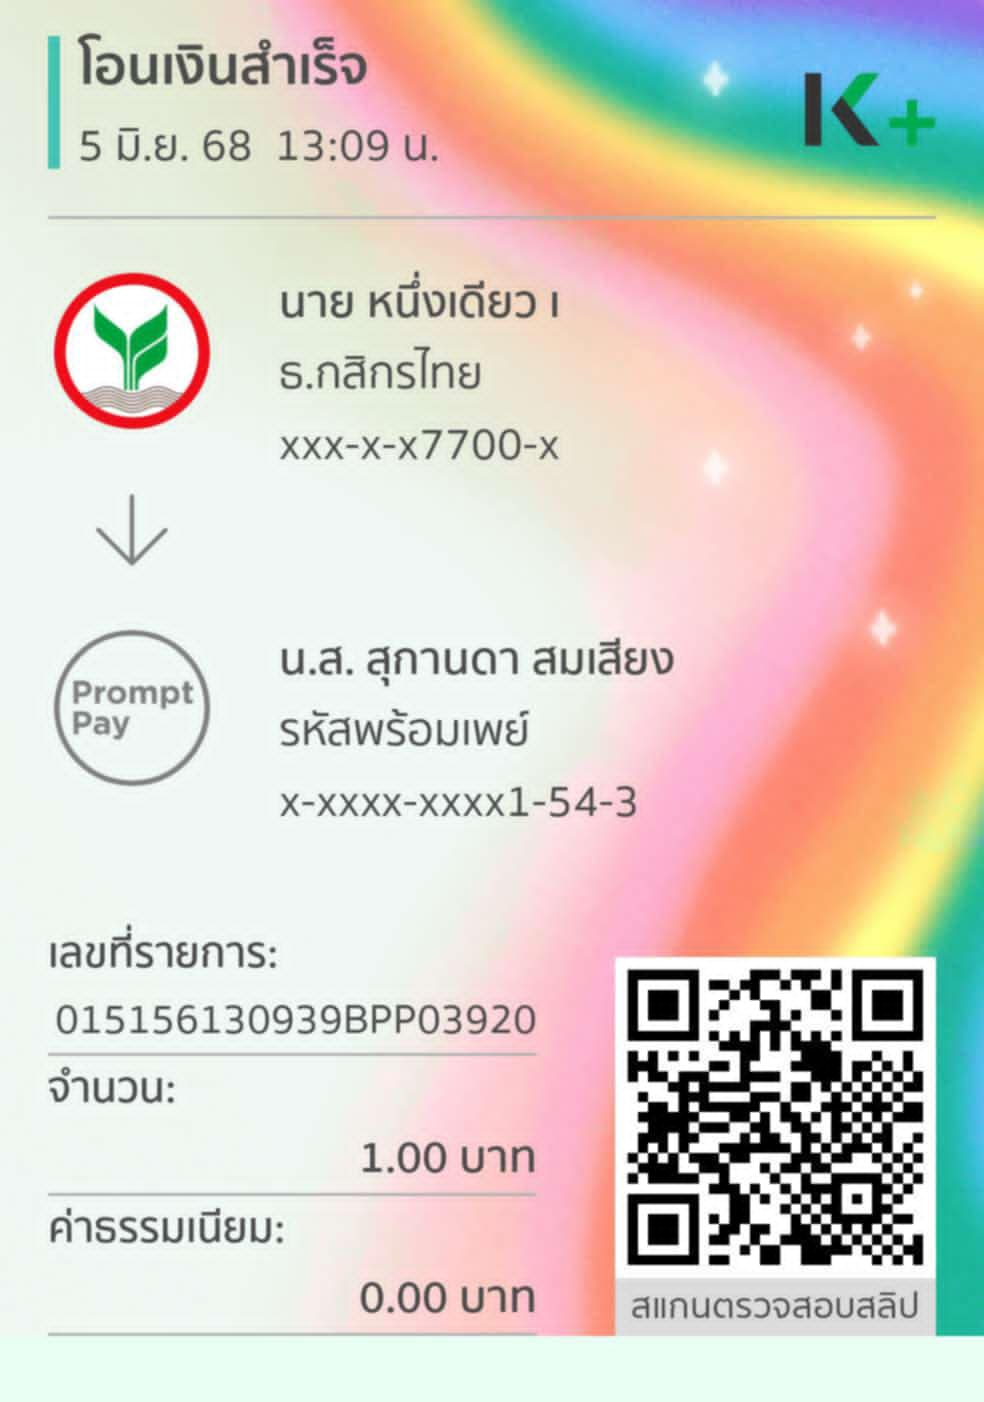 โอนเงินสำเร็จ
5 มิ.ย. 68 13:09 น.
K+
นาย หนึ่งเดียว เ
ธ.กสิกรไทย
xxx-x-x7700-x
Prompt
Pay
น.ส. สุกานดา สมเสียง
รหัสพร้อมเพย์
x-xxxx-xxxx1-54-3
เลขที่รายการ:
015156130939BPP03920
จำนวน:
1.00 บาท
ค่าธรรมเนียม:
0.00 บาท
สแกนตรวจสอบสลิป